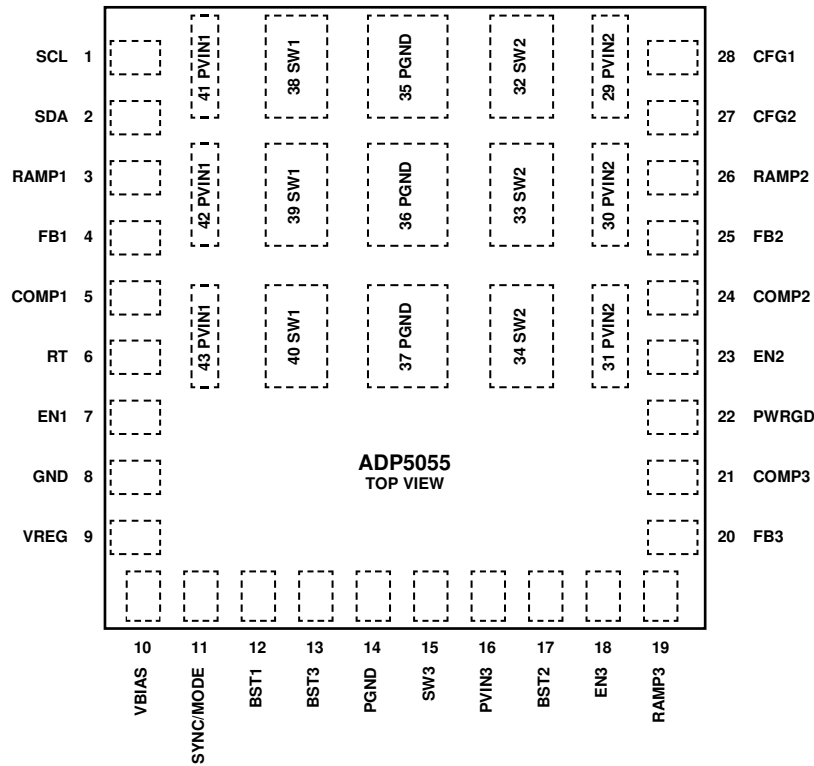 SCL 1
SDA 2
RAMP1 3
FB1 4
COMP1 5
RT 6
EN1 7
GND 8
VREG 9
41 PVIN1
38 SW1
35 PGND
32 SW2
29 PVIN2
42 PVIN1
39 SW1
36 PGND
33 SW2
30 PVIN2
43 PVIN1
40 SW1
37 PGND
34 SW2
31 PVIN2
28 CFG1
27 CFG2
26 RAMP2
25 FB2
24 COMP2
23 EN2
22 PWRGD
21 COMP3
20 FB3
ADP5055
TOP VIEW
10 VBIAS
11 SYNC/MODE
12 BST1
13 BST3
14 PGND
15 SW3
16 PVIN3
17 BST2
18 EN3
19 RAMP3